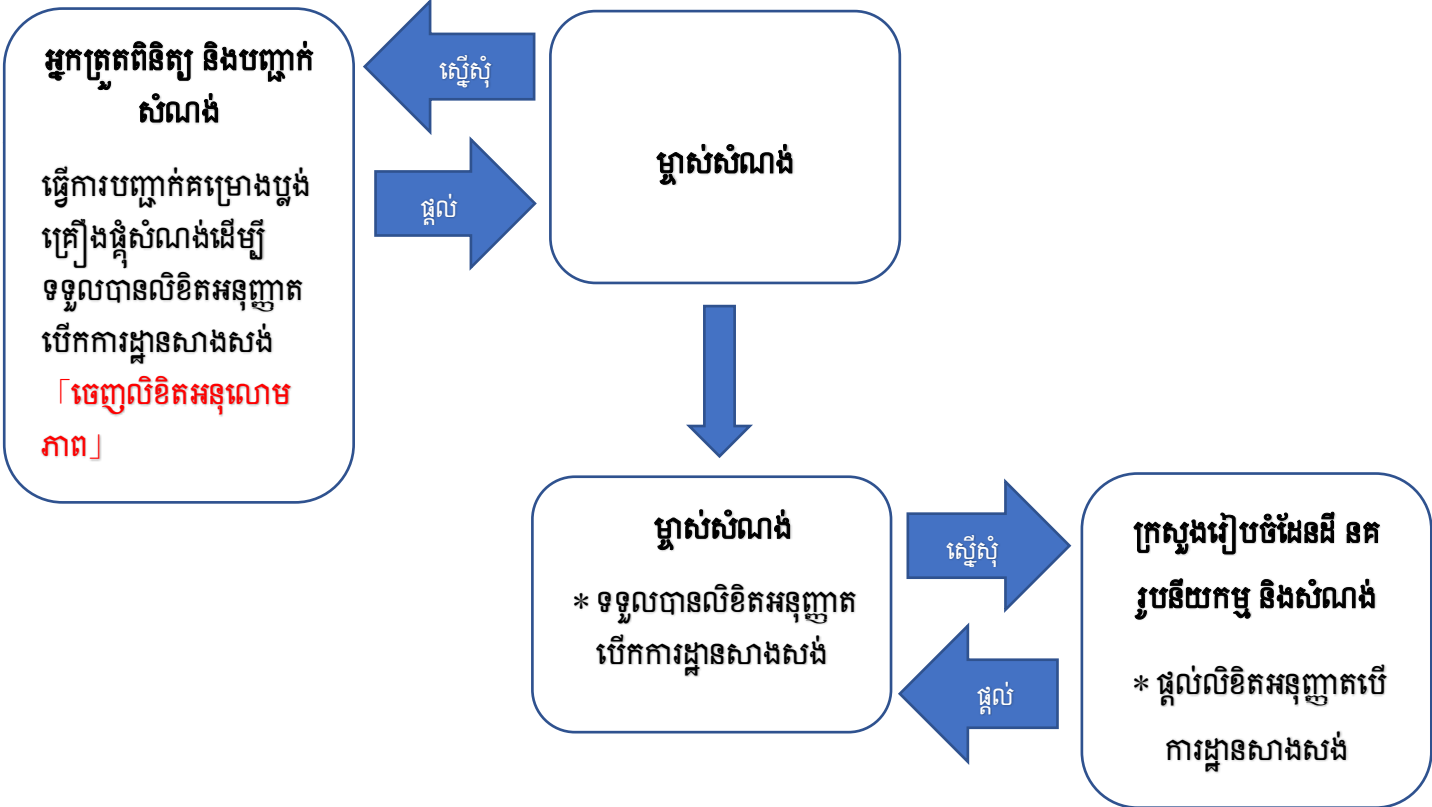 អ្នកត្រួតពិនិត្យ និងបញ្ជាក់
សំណង់
ធ្វើការបញ្ជាក់គម្រោងប្លង់
គ្រឿងផ្គុំសំណង់ដើម្បី
ទទួលបានលិខិតអនុញ្ញាត
បើកការដ្ឋានសាងសង់
「ចេញលិខិតអនុលោម
ភាព」
ស្នើសុំ
ផ្តល់
ម្ចាស់សំណង់
ម្ចាស់សំណង់
* ទទួលបានលិខិតអនុញ្ញាត
បើកការដ្ឋានសាងសង់
ស្នើសុំ
ផ្តល់
ក្រសួងរៀបចំដែនដី នគ
រូបនីយកម្ម និងសំណង់
* ផ្តល់លិខិតអនុញ្ញាតបើ
ការដ្ឋានសាងសង់